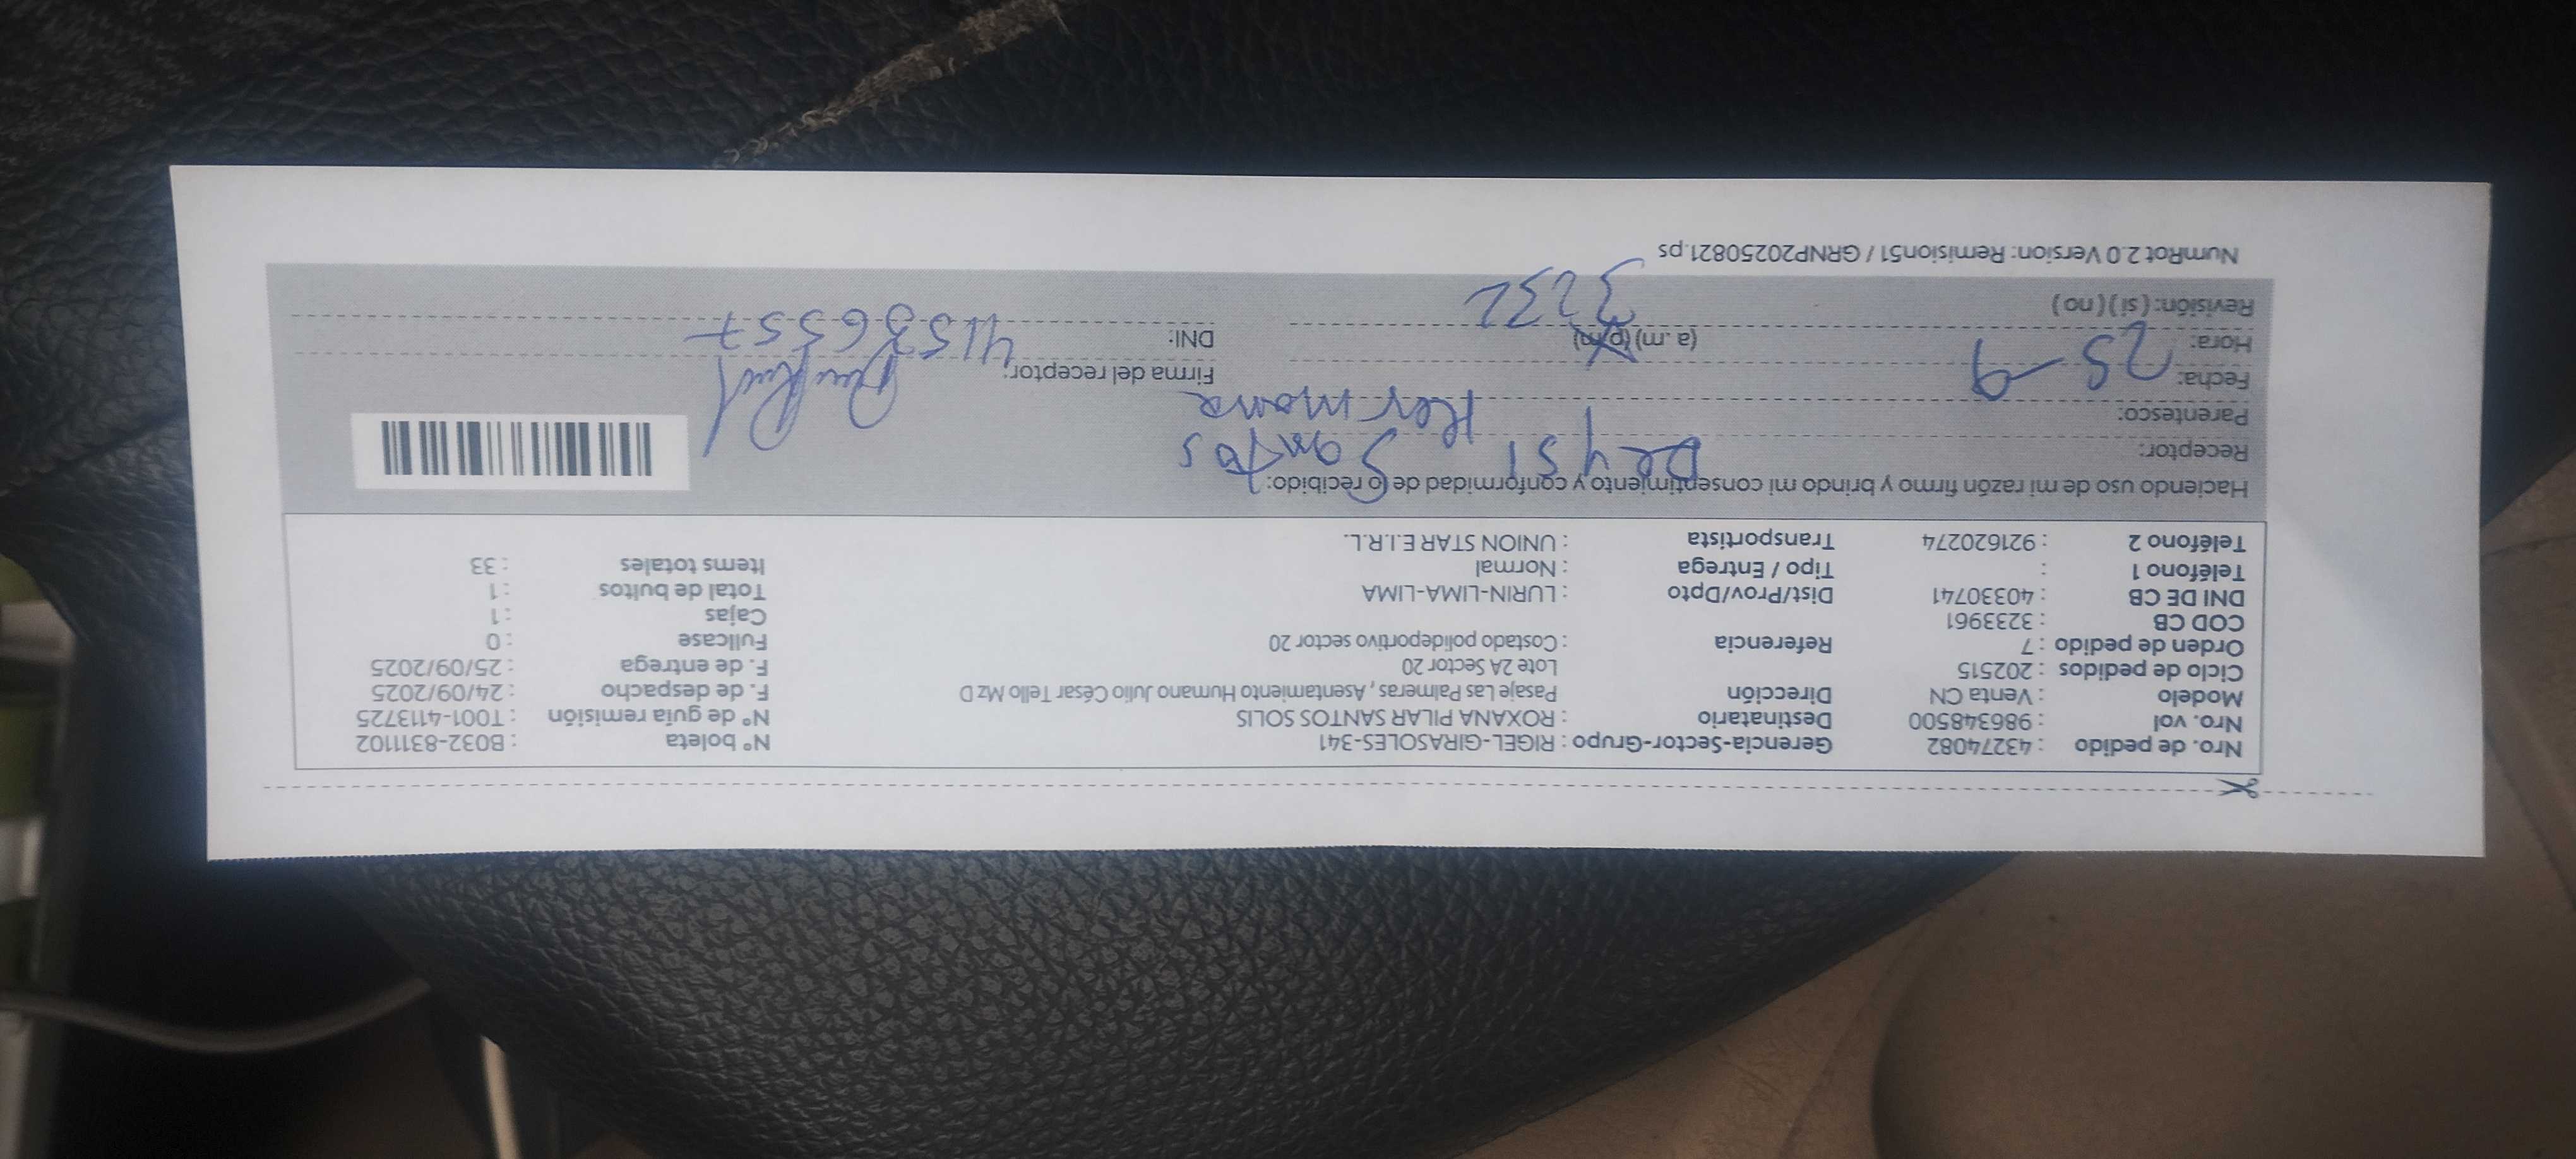 Nro. de pedido : 43274082 Gerencia-Sector-Grupo : RIGEL-GIRASOLES-341 N° boleta : B032-8311102
Nro. vol : 986348500 Destinatario : ROXANA PILAR SANTOS SOLIS N° de guía remisión : T001-4113725
Modelo : Venta CN Dirección Pasaje Las Palmeras , Asentamiento Humano Julio César Tello Mz D F. de despacho : 24/09/2025
Ciclo de pedidos : 202515 Lote 2A Sector 20 F. de entrega : 25/09/2025
Orden de pedido : 7 Referencia : Costado polideportivo sector 20 Fullcase : 0
COD CB : 3233961 Cajas : 1
DNI DE CB : 40330741 Dist/Prov/Dpto : LURIN-LIMA-LIMA Total de bultos : 1
Teléfono 1 : Tipo / Entrega : Normal Items totales : 33
Teléfono 2 : 921620274 Transportista : UNION STAR E.I.R.L.
Haciendo uso de mi razón firmo y brindo mi consentimiento y conformidad de lo recibido:
Receptor: Deysi Santos
Parentesco: Hermana
Fecha: 25-9 Firma del receptor:
Hora: (a .m) (p.m) DNI: 41536557
Revisión: ( si ) ( no )
NumRot 2.0 Version: Remision51 / GRNP20250821.ps